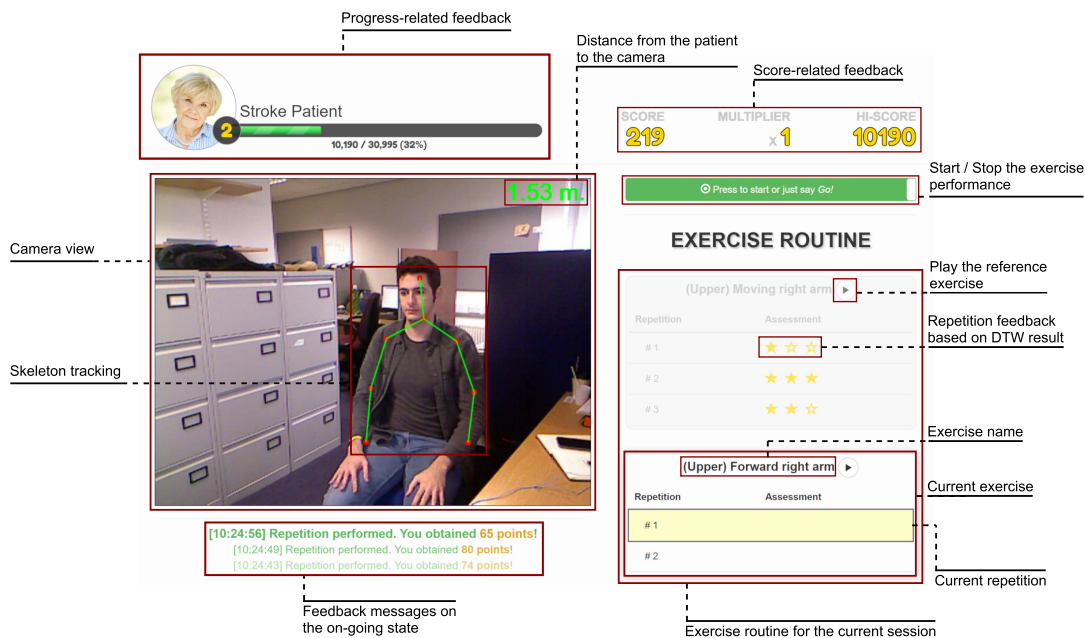 Progress-related feedback
Distance from the patient
to the camera
Score-related feedback
Stroke Patient
2
10,190 / 30,995 (32%)
SCORE
MULTIPLIER
HI-SCORE
219
x 1
10190
Start / Stop the exercise
performance
Press to start or just say Go!
1.53 m.
EXERCISE ROUTINE
Camera view
Play the reference
exercise
(Upper) Moving right arm
Repetition
Assessment
# 1
Repetition feedback
based on DTW result
Skeleton tracking
# 2
# 3
Exercise name
(Upper) Forward right arm
Current exercise
Repetition
Assessment
# 1
# 2
Current repetition
[10:24:56] Repetition performed. You obtained 65 points!
[10:24:49] Repetition performed. You obtained 80 points!
[10:24:43] Repetition performed. You obtained 74 points!
Feedback messages on
the on-going state
Exercise routine for the current session